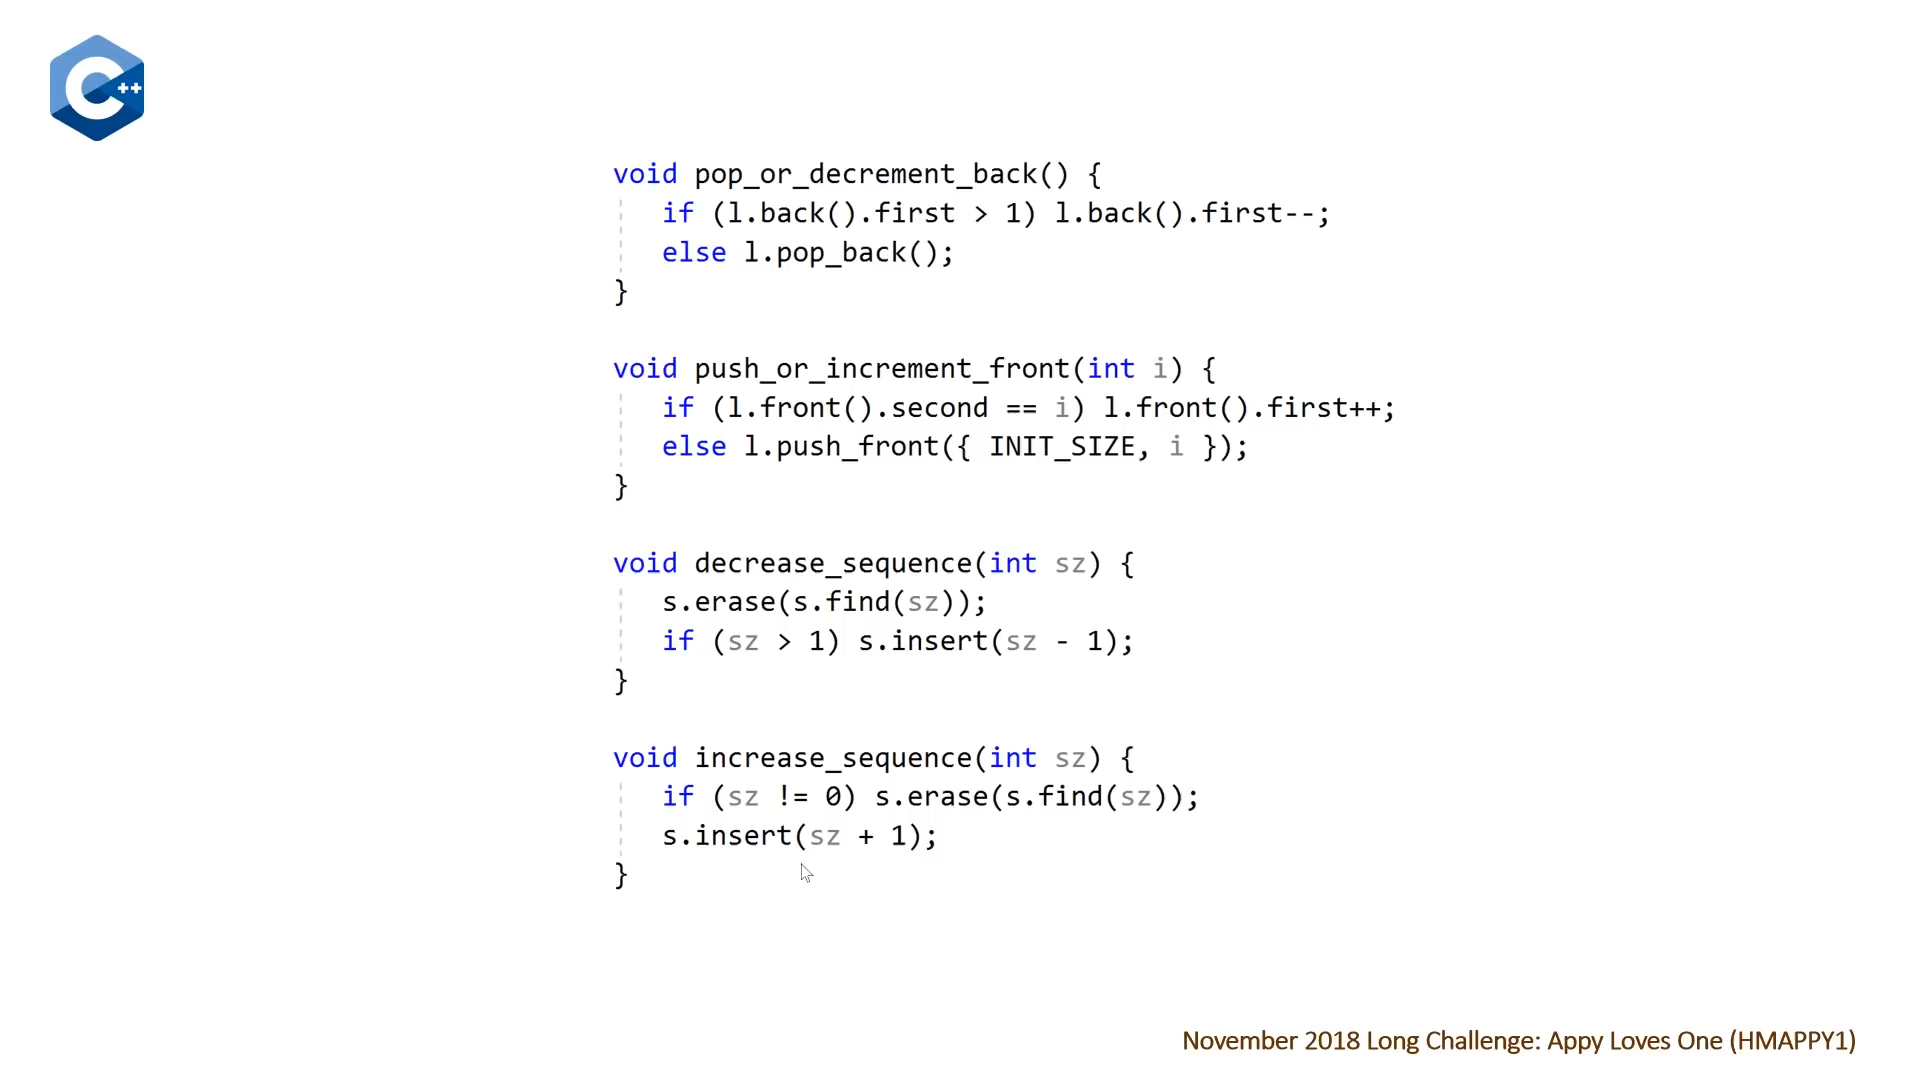 C++
void pop_or_decrement_back() {
if (l.back().first > 1) l.back().first--;
else l.pop_back();
}
void push_or_increment_front(int i) {
if (l.front().second == i) l.front().first++;
else l.push_front({ INIT_SIZE, i });
}
void decrease_sequence(int sz) {
s.erase(s.find(sz));
if (sz > 1) s.insert(sz - 1);
}
void increase_sequence(int sz) {
if (sz != 0) s.erase(s.find(sz));
s.insert(sz + 1);
}
November 2018 Long Challenge: Appy Loves One (HMAPPY1)